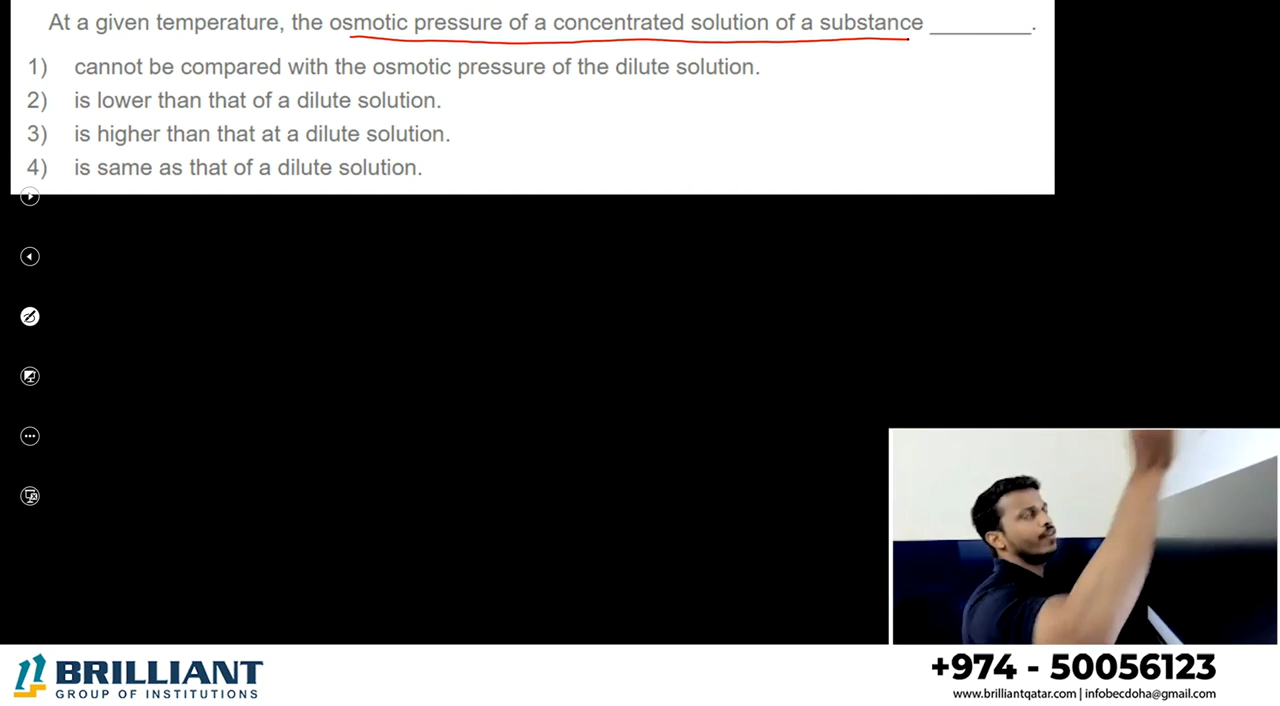 At a given temperature, the osmotic pressure of a concentrated solution of a substance _________.
1) cannot be compared with the osmotic pressure of the dilute solution.
2) is lower than that of a dilute solution.
3) is higher than that at a dilute solution.
4) is same as that of a dilute solution.
BRILLIANT
GROUP OF INSTITUTIONS
+974 - 50056123
www.brilliantqatar.com | infobecdoha@gmail.com